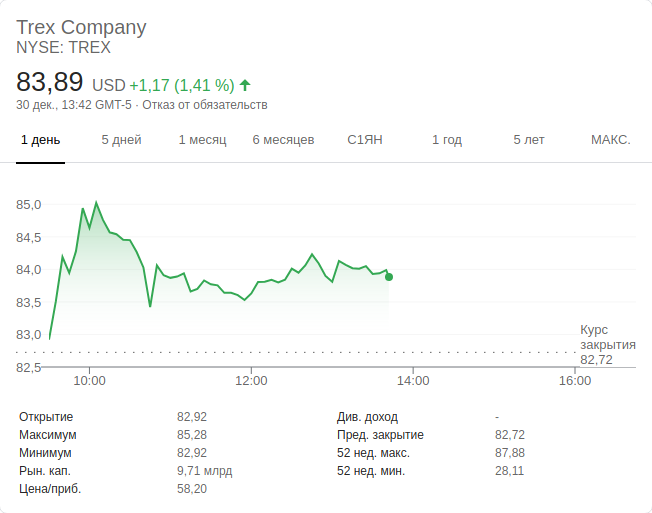 Trex Company
NYSE: TREX
83,89 USD +1,17 (1,41 %)
30 дек., 13:42 GMT-5 · Отказ от обязательств
1 день 5 дней 1 месяц 6 месяцев С1ЯН 1 год 5 лет МАКС.
85,0
84,5
84,0
83,5
83,0
82,5
Курс
закрытия
82,72
10:00 12:00 14:00 16:00
Открытие 82,92 Див. доход -
Максимум 85,28 Пред. закрытие 82,72
Минимум 82,92 52 нед. макс. 87,88
Рын. кап. 9,71 млрд 52 нед. мин. 28,11
Цена/приб. 58,20